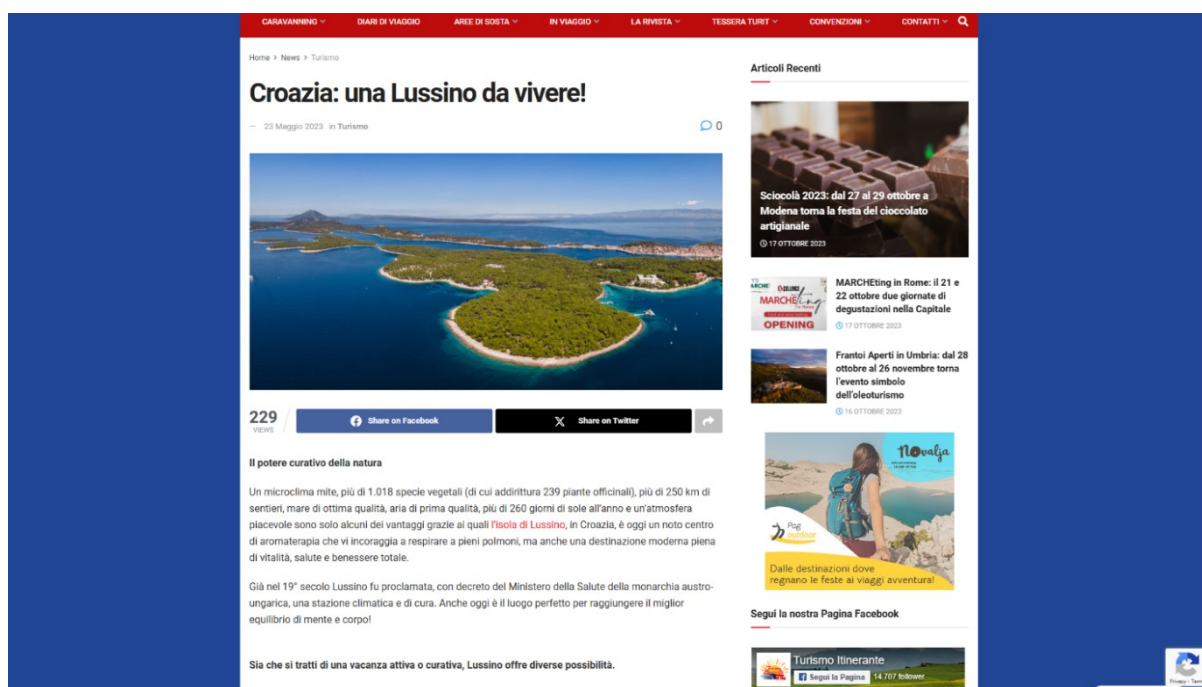 CARAVANNING
DIARI DI VIAGGIO
AREE DI SOSTA
IN VIAGGIO
LA RIVISTA
TESSERA TURIT
CONVENZIONI
CONTATTI
Home > News > Turismo
Croazia: una Lussino da vivere!
— 23 Maggio 2023 in Turismo
0
229
VIEWS
Share on Facebook
Share on Twitter
Il potere curativo della natura
Un microclima mite, più di 1.018 specie vegetali (di cui addirittura 239 piante officinali), più di 250 km di
sentieri, mare di ottima qualità, aria di prima qualità, più di 260 giorni di sole all'anno e un'atmosfera
piacevole sono solo alcuni dei vantaggi grazie ai quali l'isola di Lussino, in Croazia, è oggi un noto centro
di aromaterapia che vi incoraggia a respirare a pieni polmoni, ma anche una destinazione moderna piena
di vitalità, salute e benessere totale.
Già nel 19° secolo Lussino fu proclamata, con decreto del Ministero della Salute della monarchia austro-
ungarica, una stazione climatica e di cura. Anche oggi è il luogo perfetto per raggiungere il miglior
equilibrio di mente e corpo!
Sia che si tratti di una vacanza attiva o curativa, Lussino offre diverse possibilità.
Articoli Recenti
Sciocolà 2023: dal 27 al 29 ottobre a
Modena torna la festa del cioccolato
artigianale
17 OTTOBRE 2023
MARCHEting
OPENING
MARCHEting in Rome: il 21 e
22 ottobre due giornate di
degustazioni nella Capitale
17 OTTOBRE 2023
Frantoi Aperti in Umbria: dal 28
ottobre al 26 novembre torna
l'evento simbolo
dell'oleoturismo
16 OTTOBRE 2023
Novalja
Pag
outdoor
Dalle destinazioni dove
regnano le feste ai viaggi avventura!
Segui la nostra Pagina Facebook
Turismo Itinerante
Segui la Pagina
14.707 follower